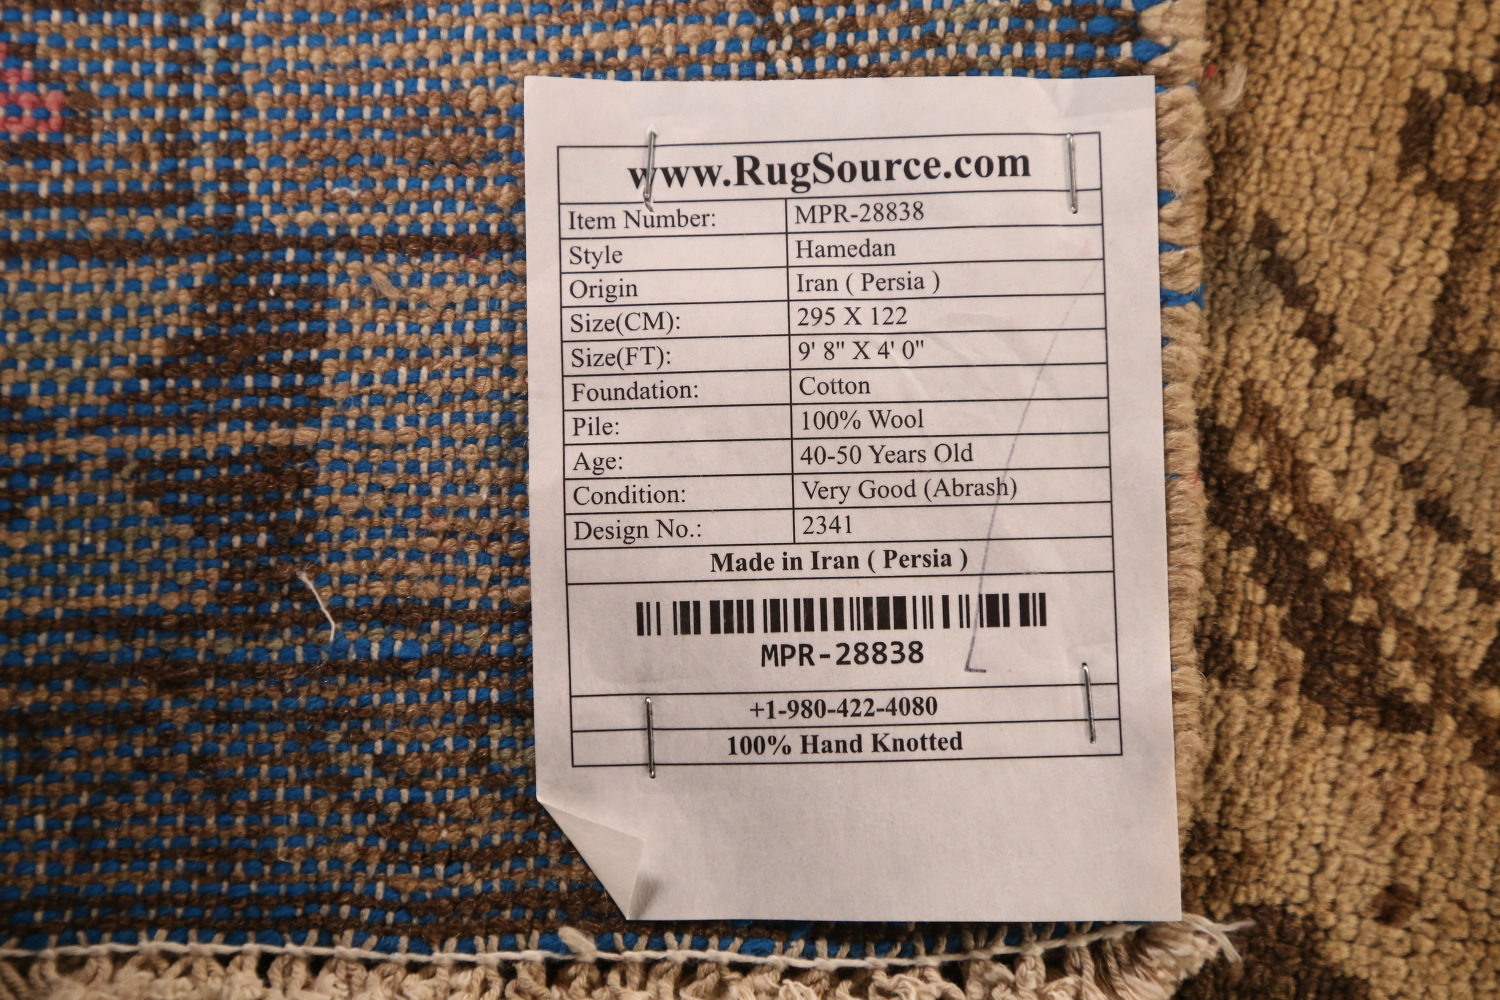 www.RugSource.com
Item Number: MPR-28838
Style Hamedan
Origin Iran ( Persia )
Size(CM): 295 X 122
Size(FT): 9' 8" X 4' 0"
Foundation: Cotton
Pile: 100% Wool
Age: 40-50 Years Old
Condition: Very Good (Abrash)
Design No.: 2341
Made in Iran ( Persia )
MPR-28838
+1-980-422-4080
100% Hand Knotted